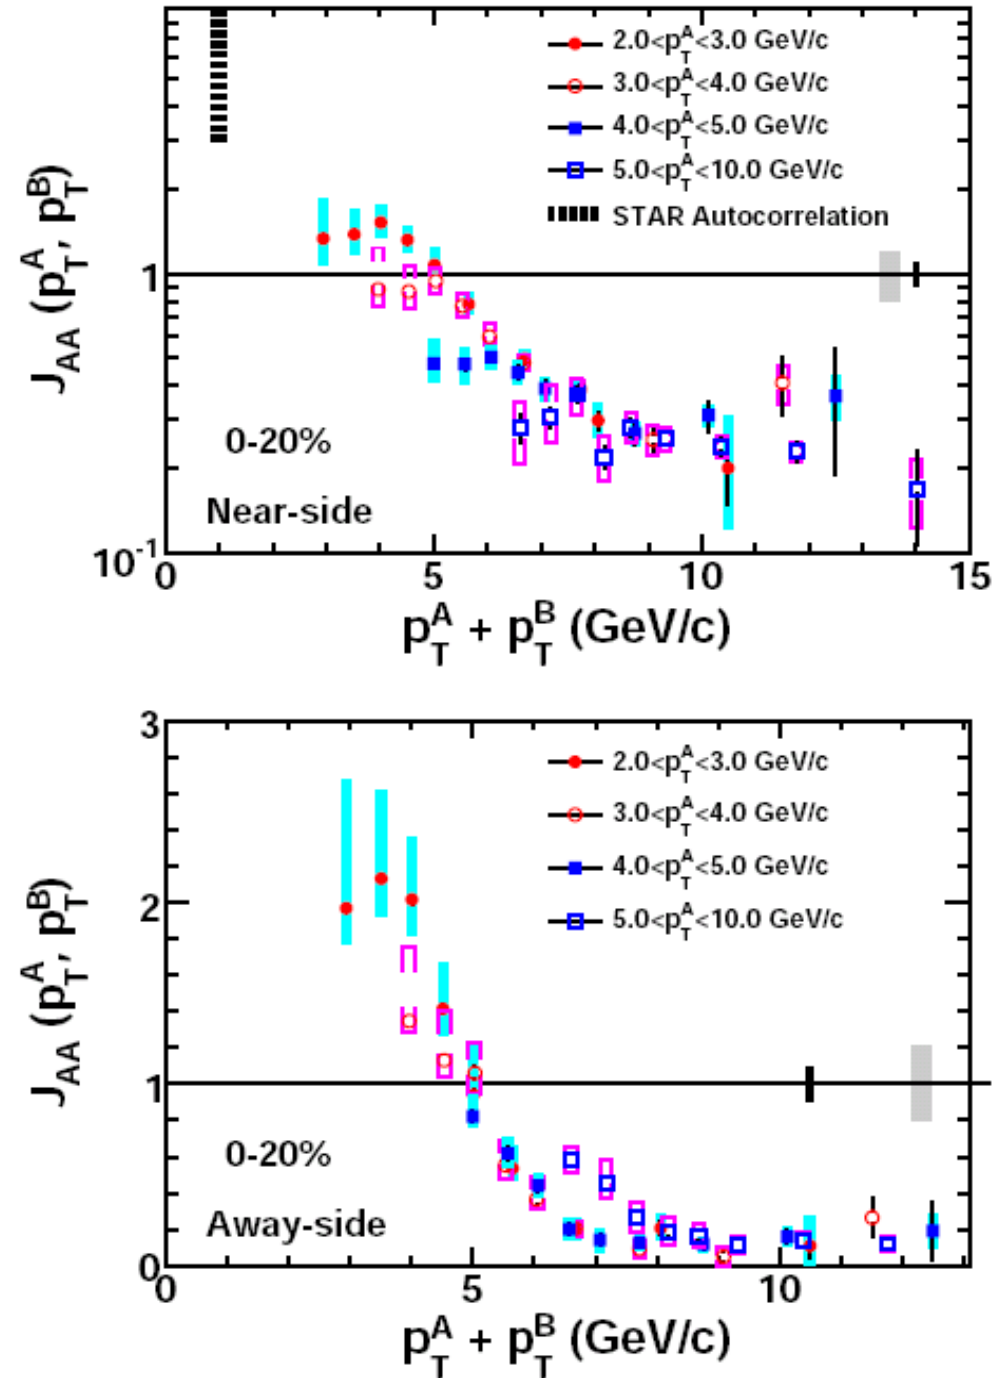 2.0<p_T^A<3.0 GeV/c
3.0<p_T^A<4.0 GeV/c
4.0<p_T^A<5.0 GeV/c
5.0<p_T^A<10.0 GeV/c
STAR Autocorrelation
J_AA (p_T^A, p_T^B)
1
10^-1
0-20%
Near-side
0 5 10 15
p_T^A + p_T^B (GeV/c)
2.0<p_T^A<3.0 GeV/c
3.0<p_T^A<4.0 GeV/c
4.0<p_T^A<5.0 GeV/c
5.0<p_T^A<10.0 GeV/c
J_AA (p_T^A, p_T^B)
3
2
1
0
0-20%
Away-side
0 5 10
p_T^A + p_T^B (GeV/c)